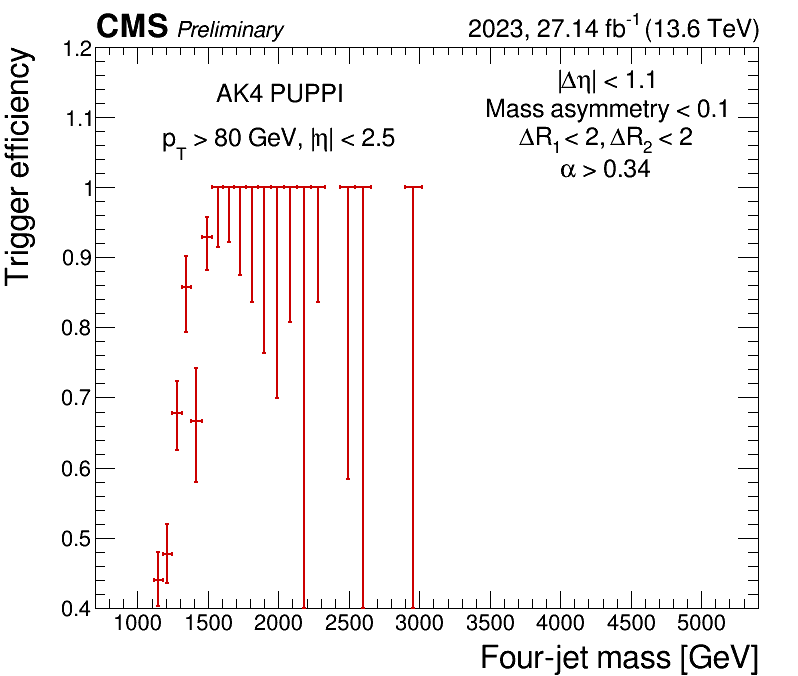 CMS Preliminary 2023, 27.14 fb-1 (13.6 TeV)
Trigger efficiency
1.2
1.1
1
0.9
0.8
0.7
0.6
0.5
0.4
AK4 PUPPI
pT > 80 GeV, |η| < 2.5
|Δη| < 1.1
Mass asymmetry < 0.1
ΔR1 < 2, ΔR2 < 2
α > 0.34
1000 1500 2000 2500 3000 3500 4000 4500 5000
Four-jet mass [GeV]